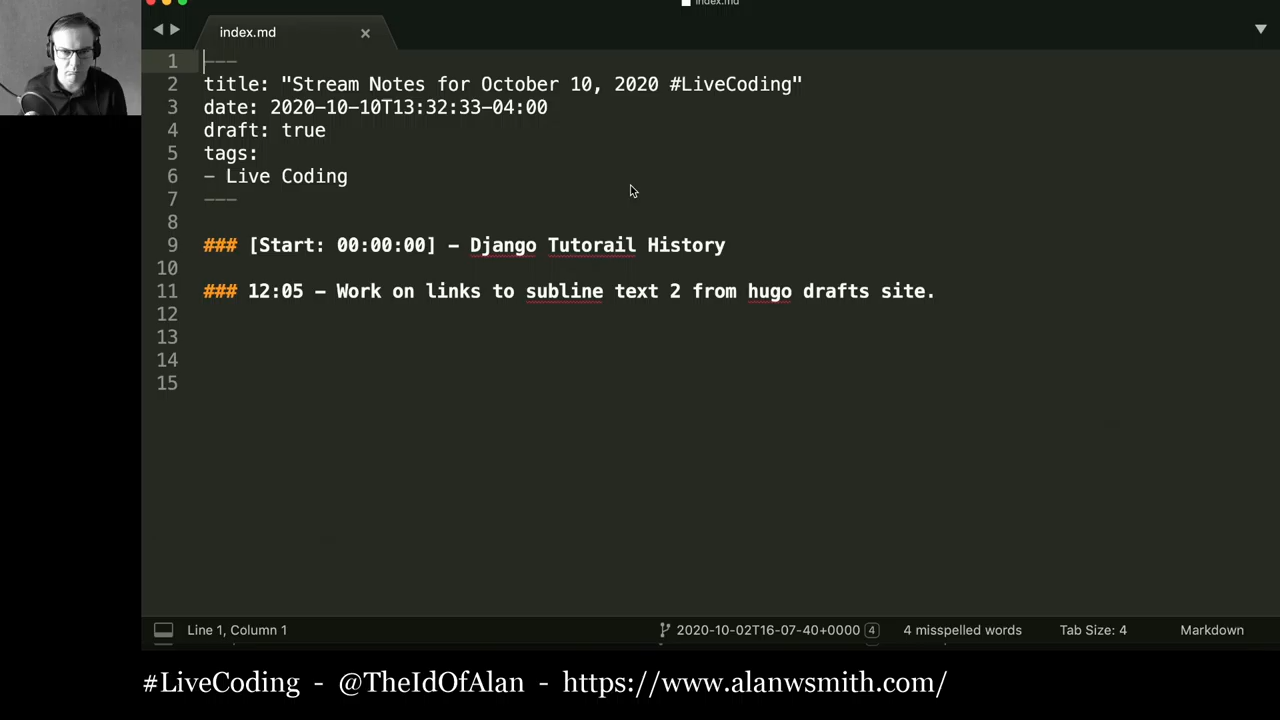 index.md
index.md
1 ---
2 title: "Stream Notes for October 10, 2020 #LiveCoding"
3 date: 2020-10-10T13:32:33-04:00
4 draft: true
5 tags:
6 - Live Coding
7 ---
8
9 ### [Start: 00:00:00] - Django Tutorail History
10
11 ### 12:05 - Work on links to subline text 2 from hugo drafts site.
12
13
14
15
Line 1, Column 1 2020-10-02T16-07-40+0000 4 4 misspelled words Tab Size: 4 Markdown
#LiveCoding - @TheIdOfAlan - https://www.alanwsmith.com/